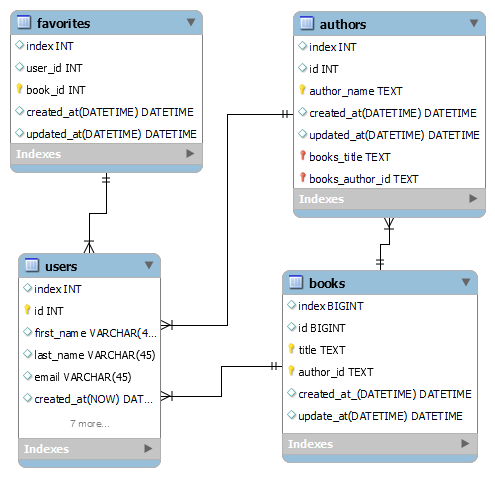 favorites
index INT
user_id INT
book_id INT
created_at(DATETIME) DATETIME
updated_at(DATETIME) DATETIME
Indexes
authors
index INT
id INT
author_name TEXT
created_at(DATETIME) DATETIME
updated_at(DATETIME) DATETIME
books_title TEXT
books_author_id TEXT
Indexes
users
index INT
id INT
first_name VARCHAR(4...
last_name VARCHAR(45)
email VARCHAR(45)
created_at(NOW) DAT...
7 more...
Indexes
books
index BIGINT
id BIGINT
title TEXT
author_id TEXT
created_at_(DATETIME) DATETIME
update_at(DATETIME) DATETIME
Indexes